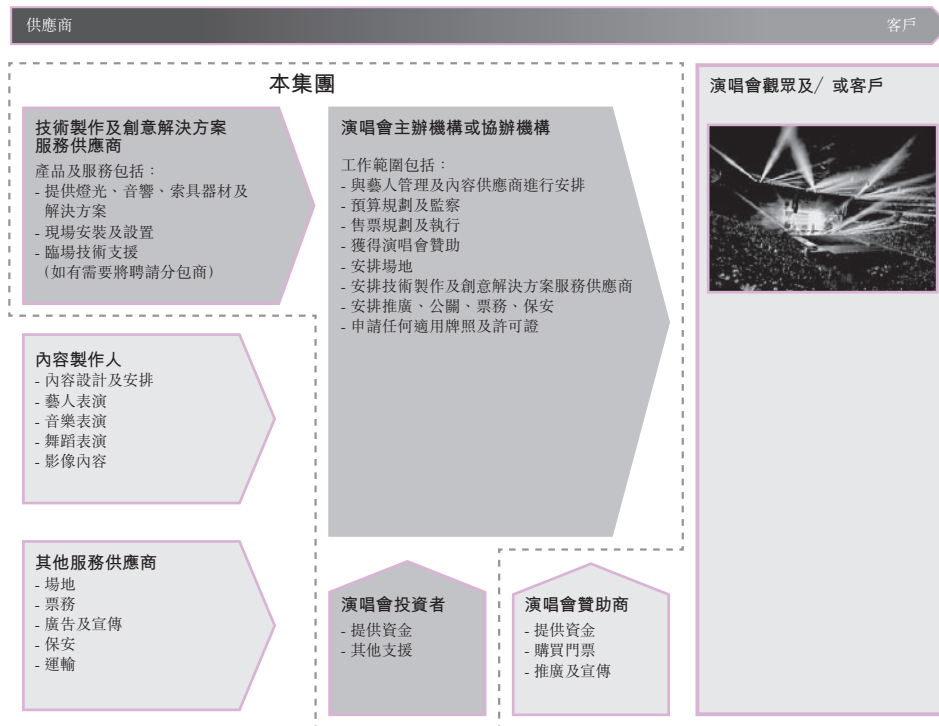 供應商
客戶
本集團
技術製作及創意解決方案
服務供應商
產品及服務包括：
- 提供燈光、音響、索具器材及
解決方案
- 現場安裝及設置
- 臨場技術支援
(如有需要將聘請分包商)
演唱會主辦機構或協辦機構
工作範圍包括：
- 與藝人管理及內容供應商進行安排
- 預算規劃及監察
- 售票規劃及執行
- 獲得演唱會贊助
- 安排場地
- 安排技術製作及創意解決方案服務供應商
- 安排推廣、公關、票務、保安
- 申請任何適用牌照及許可證
演唱會觀眾及/ 或客戶
內容製作人
- 內容設計及安排
- 藝人表演
- 音樂表演
- 舞蹈表演
- 影像內容
其他服務供應商
- 場地
- 票務
- 廣告及宣傳
- 保安
- 運輸
演唱會投資者
- 提供資金
- 其他支援
演唱會贊助商
- 提供資金
- 購買門票
- 推廣及宣傳